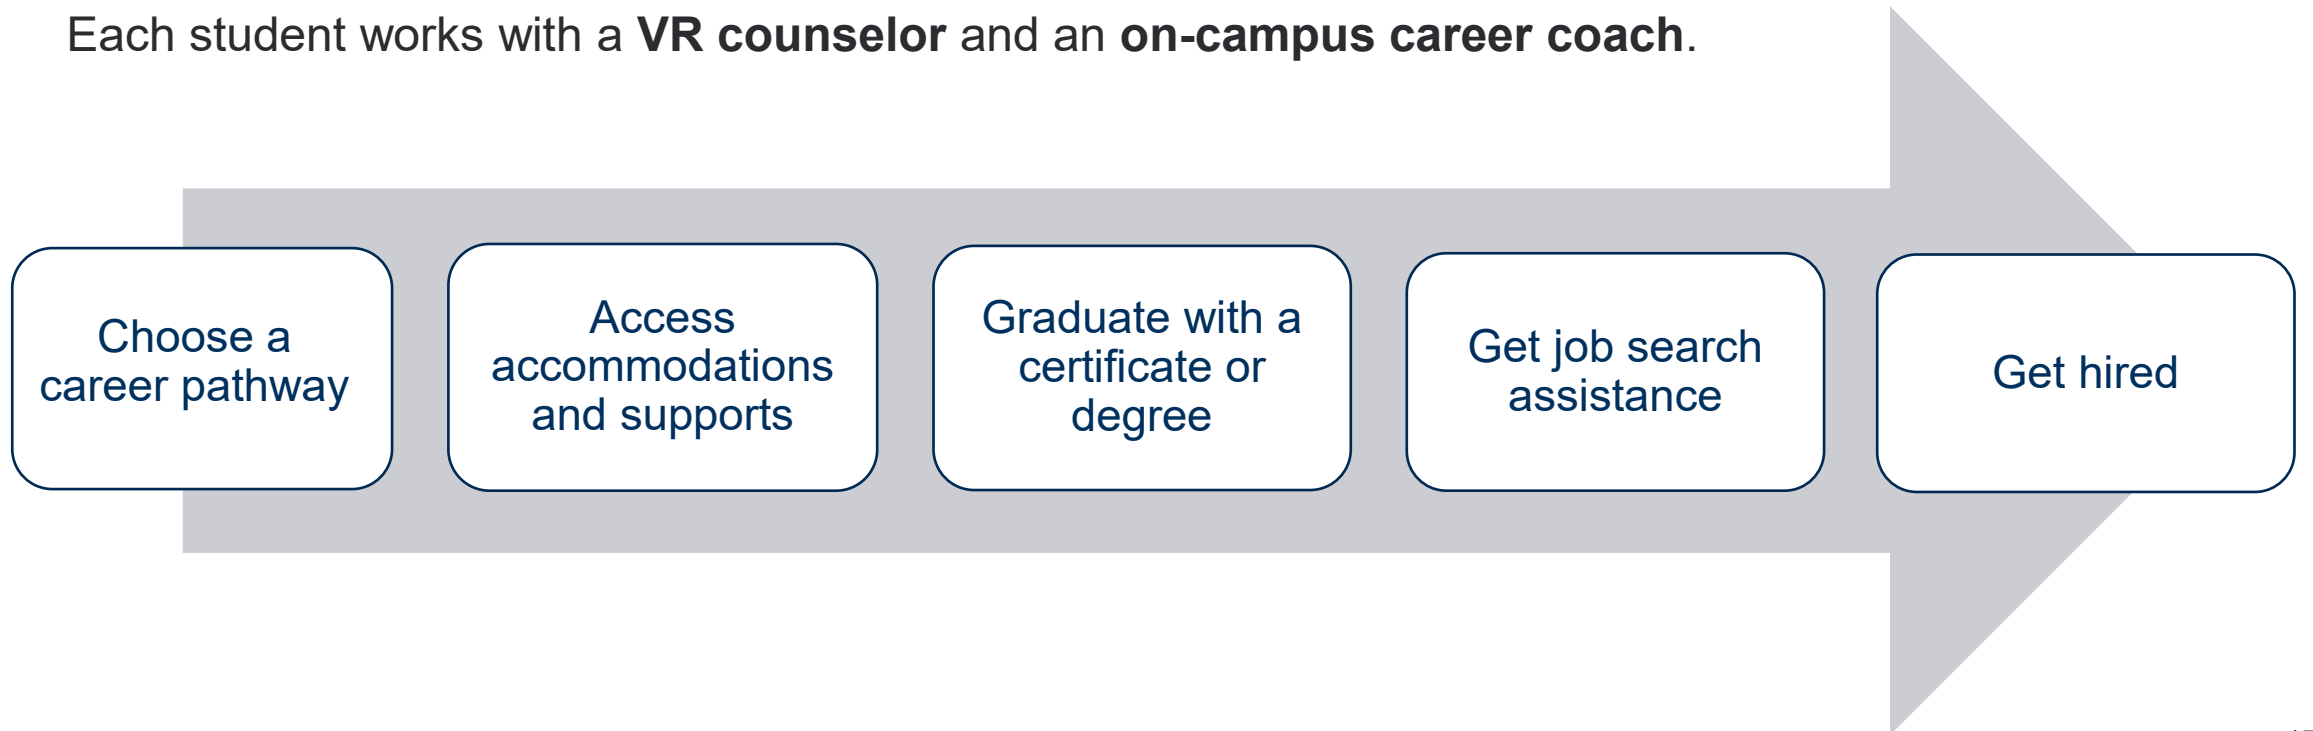 Each student works with a VR counselor and an on-campus career coach.
Choose a
career pathway
Access
accommodations
and supports
Graduate with a
certificate or
degree
Get job search
assistance
Get hired